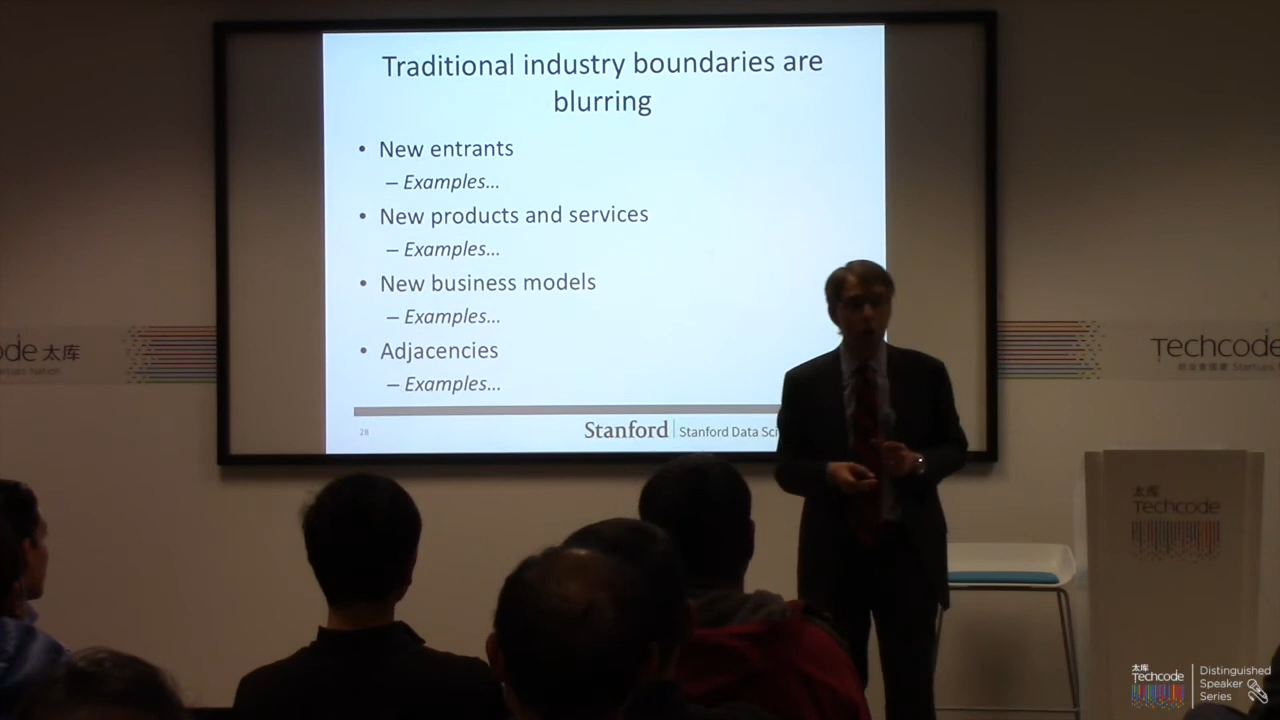 Traditional industry boundaries are
blurring
• New entrants
– Examples...
• New products and services
– Examples...
• New business models
– Examples...
• Adjacencies
– Examples...
28
Stanford | Stanford Data Sci
ode 太库
Techcode
太库
Techcode
太库
Techcode
Distinguished
Speaker
Series